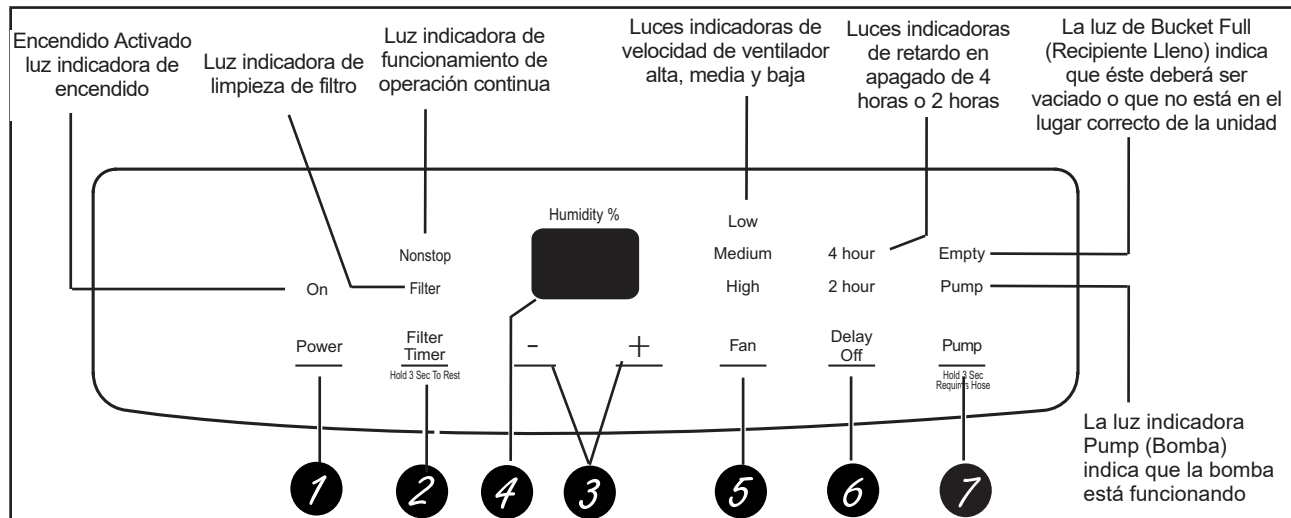 Encendido Activado
luz indicadora de
encendido
Luz indicadora de
limpieza de filtro
Luz indicadora de
funcionamiento de
operación continua
Luces indicadoras de
velocidad de ventilador
alta, media y baja
Luces indicadoras
de retardo en
apagado de 4
horas o 2 horas
La luz de Bucket Full
(Recipiente Lleno) indica
que éste deberá ser
vaciado o que no está en el
lugar correcto de la unidad
On
Nonstop
Filter
Humidity %
Low
Medium
High
4 hour
2 hour
Empty
Pump
Power
Filter
Timer
Hold 3 Sec To Rest
-
+
Fan
Delay
Off
Pump
Hold 3 Sec
Requires Hose
La luz indicadora
Pump (Bomba)
indica que la bomba
está funcionando
1
2
4
3
5
6
7